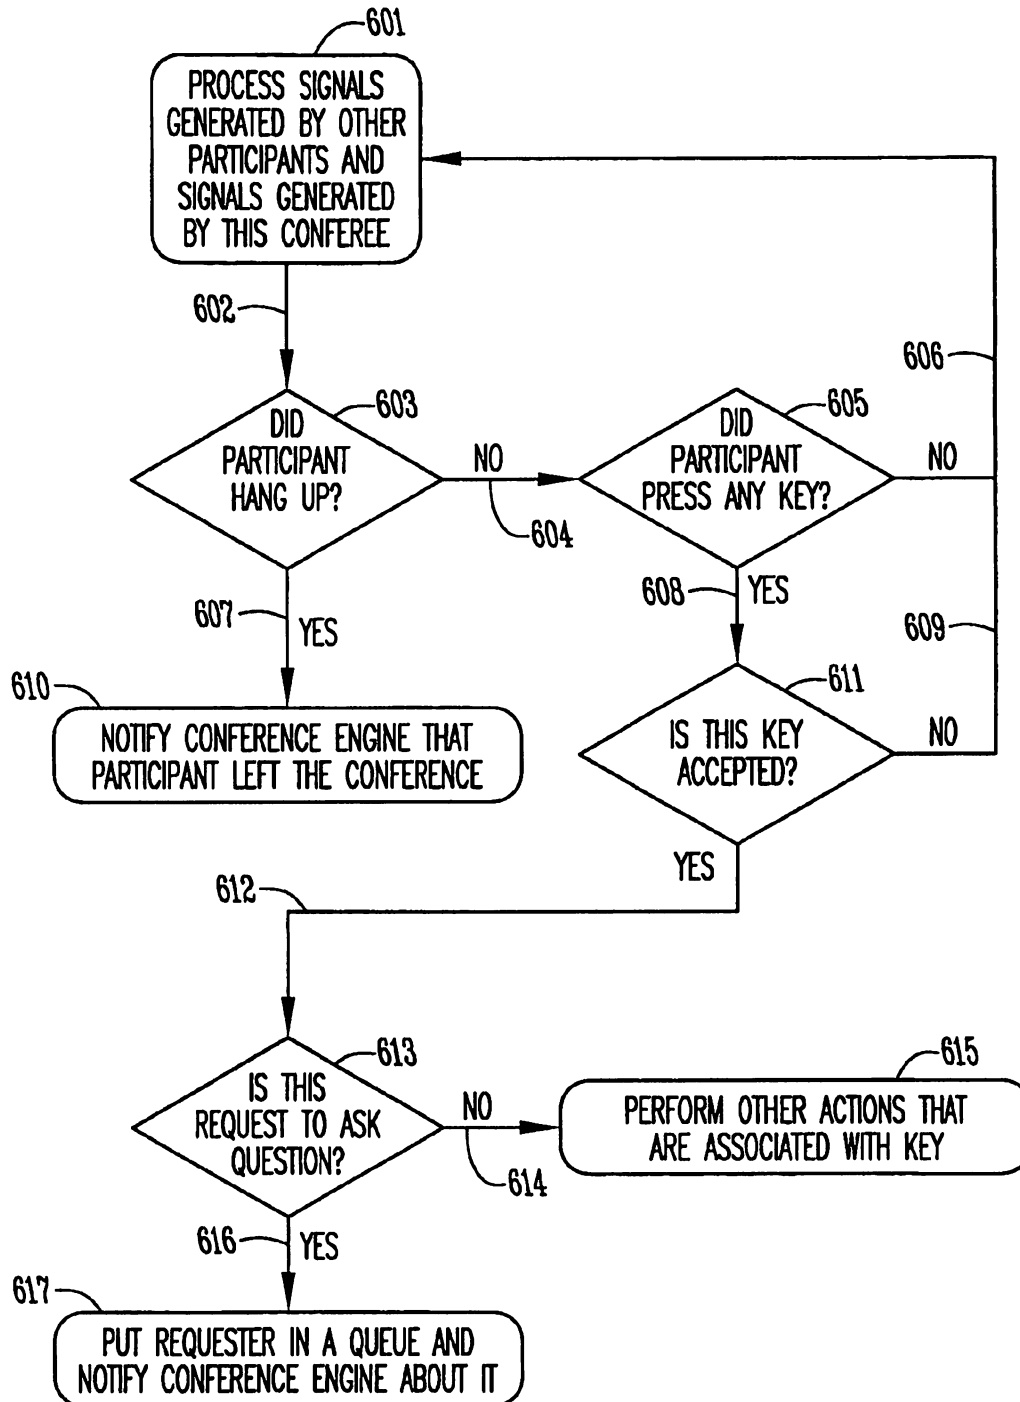 601
PROCESS SIGNALS
GENERATED BY OTHER
PARTICIPANTS AND
SIGNALS GENERATED
BY THIS CONFEREE
602
606
603
DID
PARTICIPANT
HANG UP?
NO
604
605
DID
PARTICIPANT
PRESS ANY KEY?
NO
607
YES
608
YES
609
610
NOTIFY CONFERENCE ENGINE THAT
PARTICIPANT LEFT THE CONFERENCE
611
IS THIS KEY
ACCEPTED?
NO
YES
612
613
IS THIS
REQUEST TO ASK
QUESTION?
NO
614
615
PERFORM OTHER ACTIONS THAT
ARE ASSOCIATED WITH KEY
616
YES
617
PUT REQUESTER IN A QUEUE AND
NOTIFY CONFERENCE ENGINE ABOUT IT